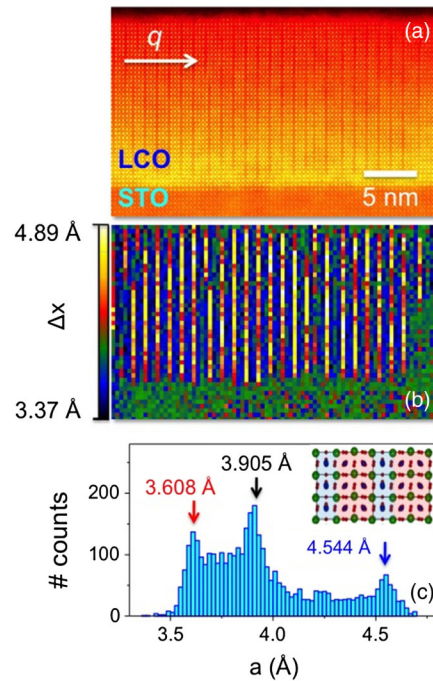 (a)
q
LCO
STO
5 nm
4.89 Å
Δx
3.37 Å
(b)
3.905 Å
3.608 Å
4.544 Å
# counts
200
100
0
(c)
3.5 4.0 4.5
a (Å)